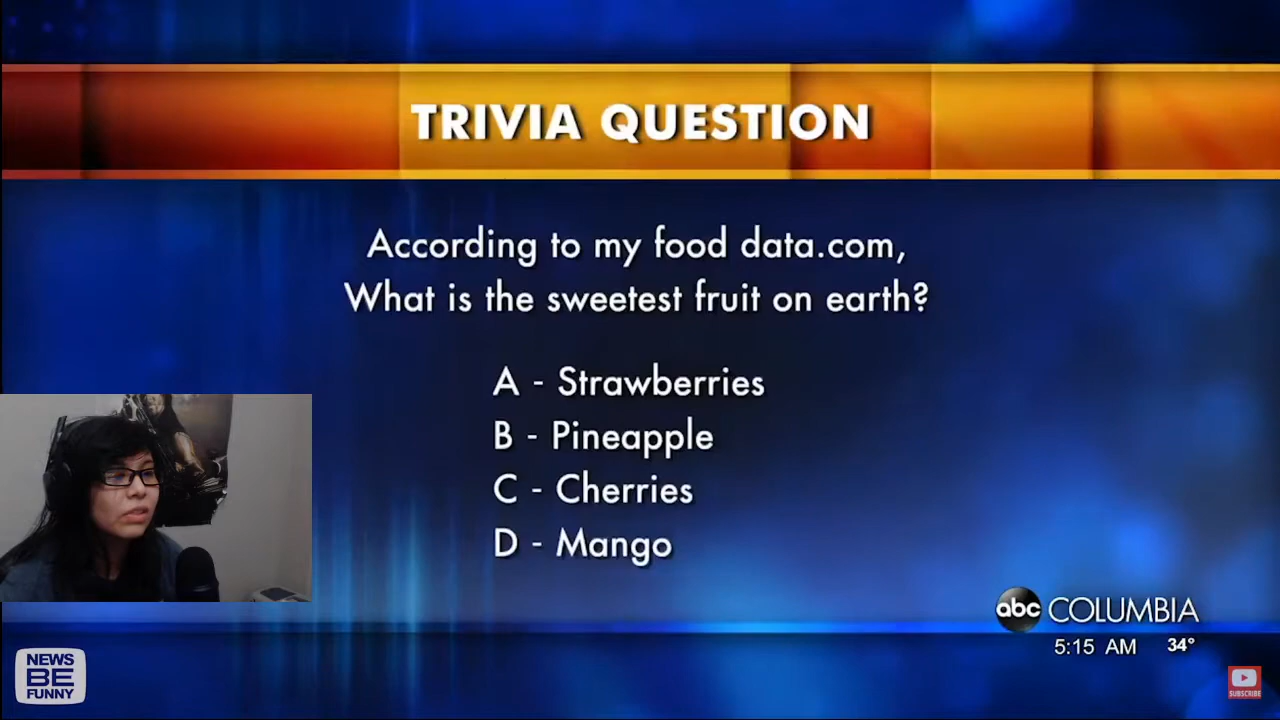 TRIVIA QUESTION
According to my food data.com,
What is the sweetest fruit on earth?
A - Strawberries
B - Pineapple
C - Cherries
D - Mango
abc COLUMBIA
5:15 AM 34°
NEWS
BE
FUNNY
SUBSCRIBE